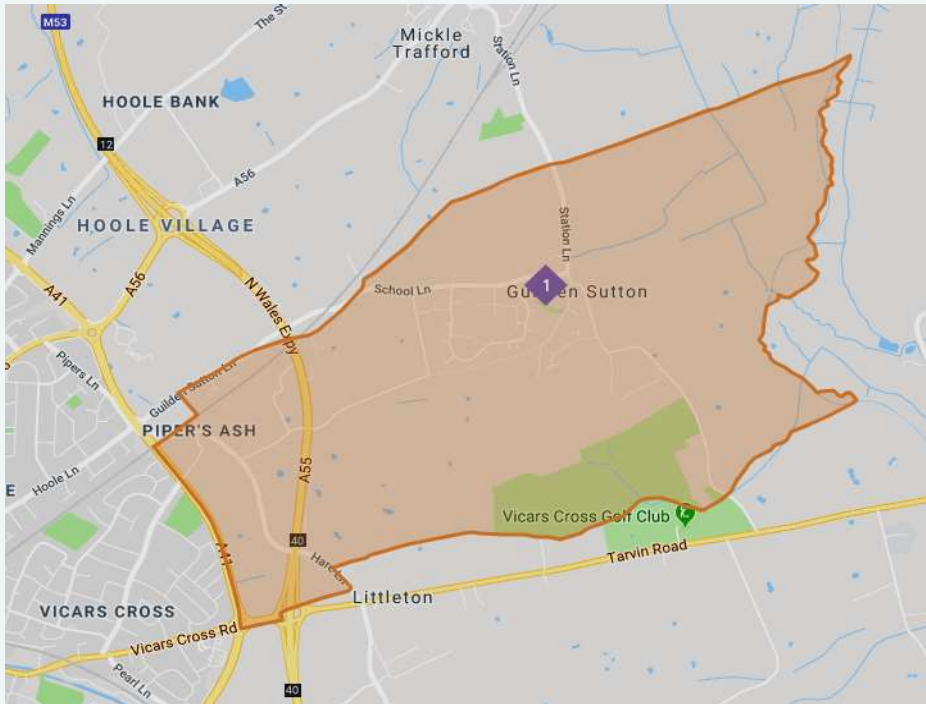 M53
The St
Mickle
Trafford
Station Ln
HOOLE BANK
12
A56
Mannings Ln
HOOLE VILLAGE
Station Ln
A41
A56
N Wales Expy
School Ln
1
Sutton
Pipers Ln
Guilden Sutton Ln
PIPER'S ASH
Hoole Ln
E
A55
Vicars Cross Golf Club
40
A41
Hare Ln
Tarvin Road
Littleton
VICARS CROSS
Vicars Cross Rd
Pearl Ln
40